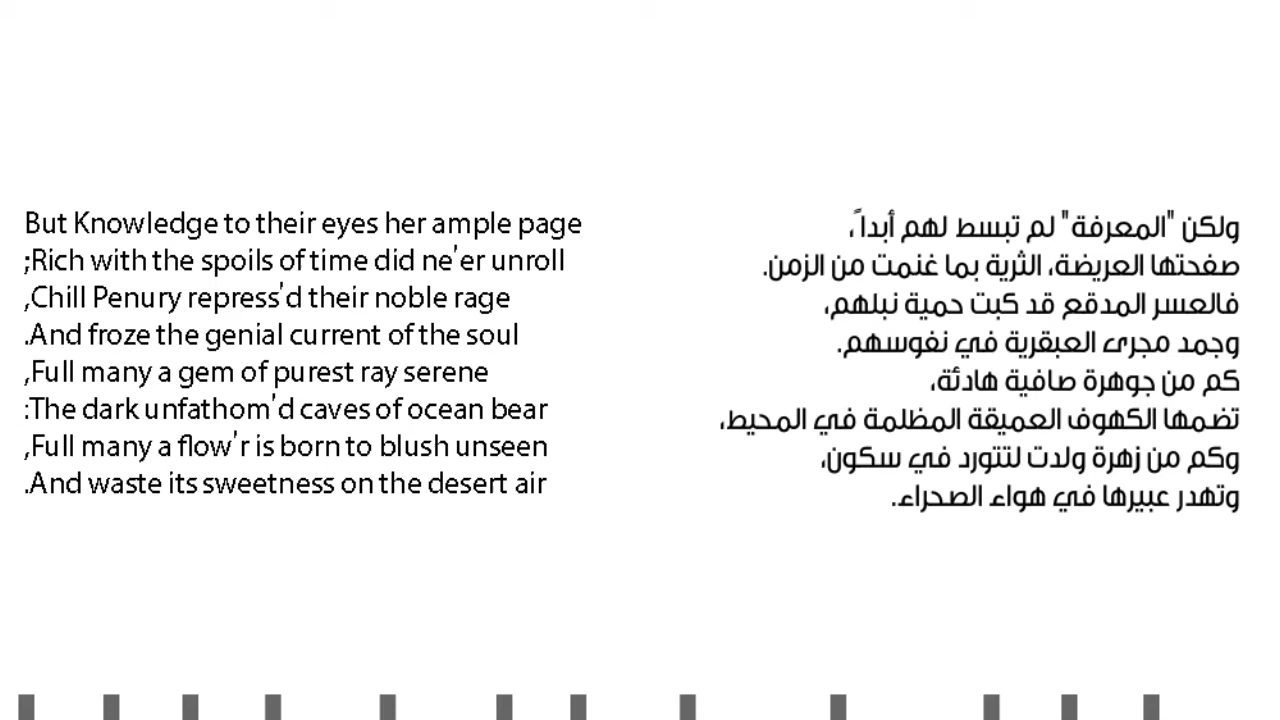 But Knowledge to their eyes her ample page
;Rich with the spoils of time did ne'er unroll
,Chill Penury repress'd their noble rage
.And froze the genial current of the soul
,Full many a gem of purest ray serene
:The dark unfathom'd caves of ocean bear
,Full many a flow'r is born to blush unseen
.And waste its sweetness on the desert air
ولكن "المعرفة" لم تبسط لهم أبداً،
صفحتها العريضة، الثرية بما غنمت من الزمن.
فالعسر المدقع قد كبت حمية نبلهم،
وجمد مجرى العبقرية في نفوسهم.
كم من جوهرة صافية هادئة،
تضمها الكهوف العميقة المظلمة في المحيط،
وكم من زهرة ولدت لتتورد في سكون،
وتهدر عبيرها في هواء الصحراء.